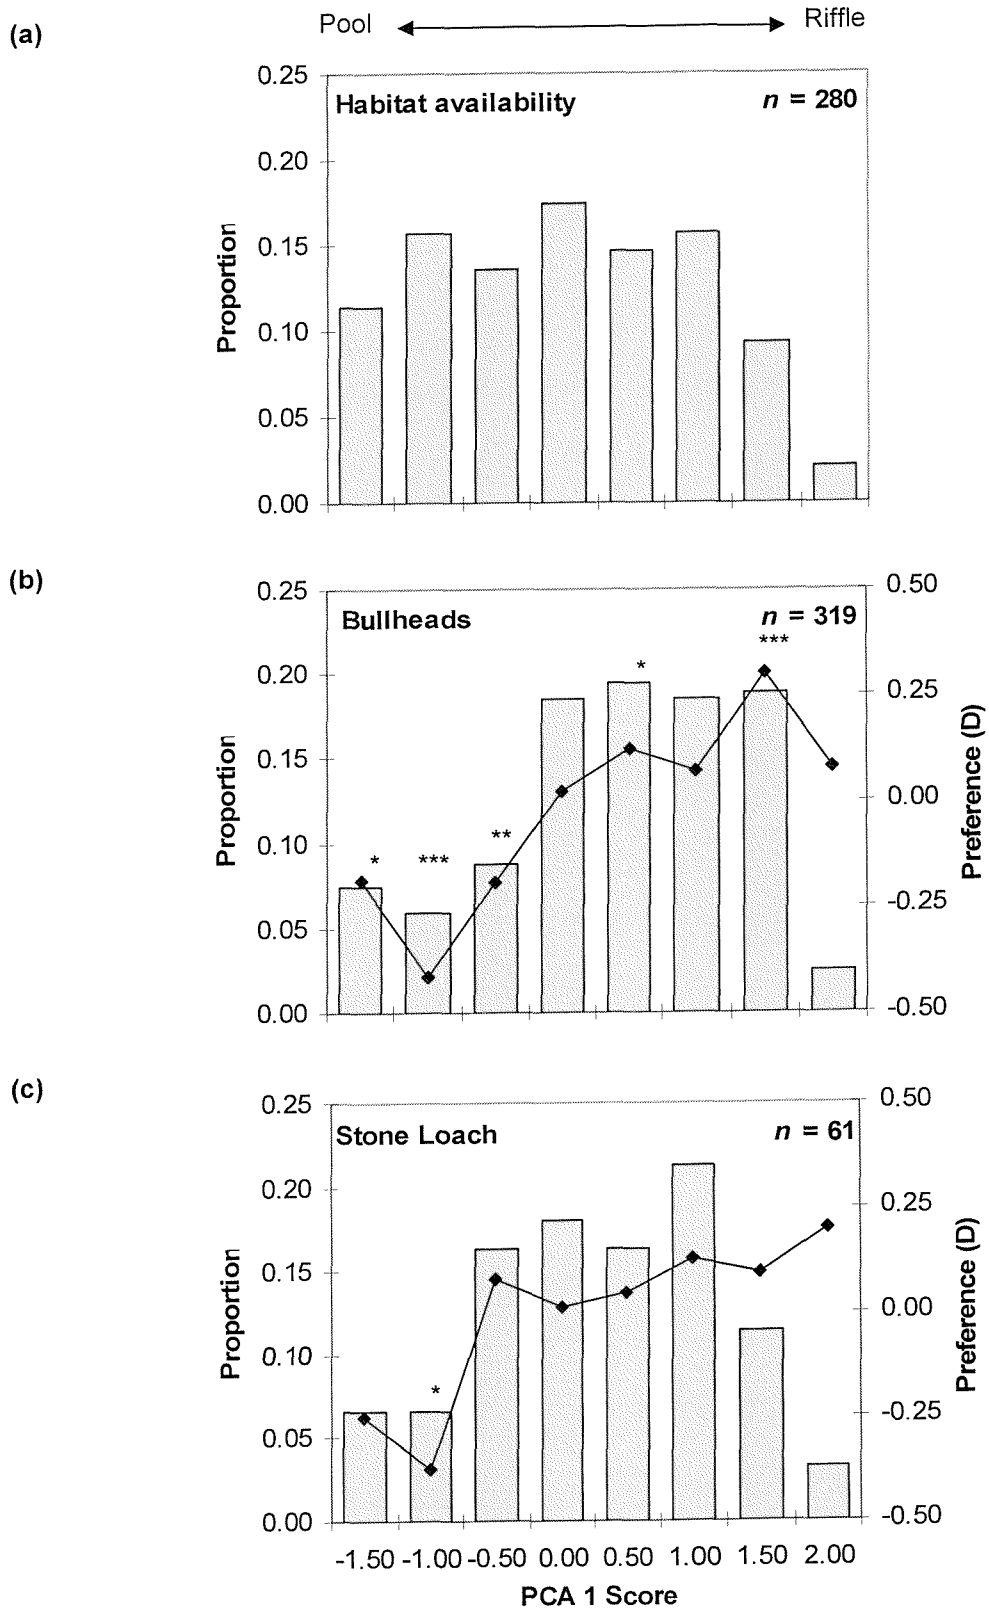 (a)
Pool Riffle
Habitat availability n = 280
0.25
0.20
0.15
0.10
0.05
0.00
Proportion
(b)
Bullheads n = 319
0.25
0.20
0.15
0.10
0.05
0.00
Proportion
* *** ** * ***
0.50
0.25
0.00
-0.25
-0.50
Preference (D)
(c)
Stone Loach n = 61
0.25
0.20
0.15
0.10
0.05
0.00
Proportion
*
0.50
0.25
0.00
-0.25
-0.50
Preference (D)
-1.50 -1.00 -0.50 0.00 0.50 1.00 1.50 2.00
PCA 1 Score